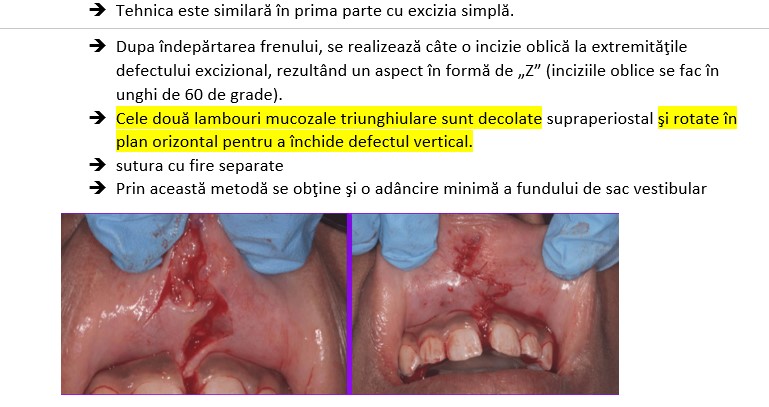 ➔ Tehnica este similară în prima parte cu excizia simplă.
➔ Dupa îndepărtarea frenului, se realizează câte o incizie oblică la extremităţile
defectului excizional, rezultând un aspect în formă de „Z” (inciziile oblice se fac în
unghi de 60 de grade).
➔ Cele două lambouri mucozale triunghiulare sunt decolate supraperiostal şi rotate în
plan orizontal pentru a închide defectul vertical.
➔ sutura cu fire separate
➔ Prin această metodă se obţine şi o adâncire minimă a fundului de sac vestibular